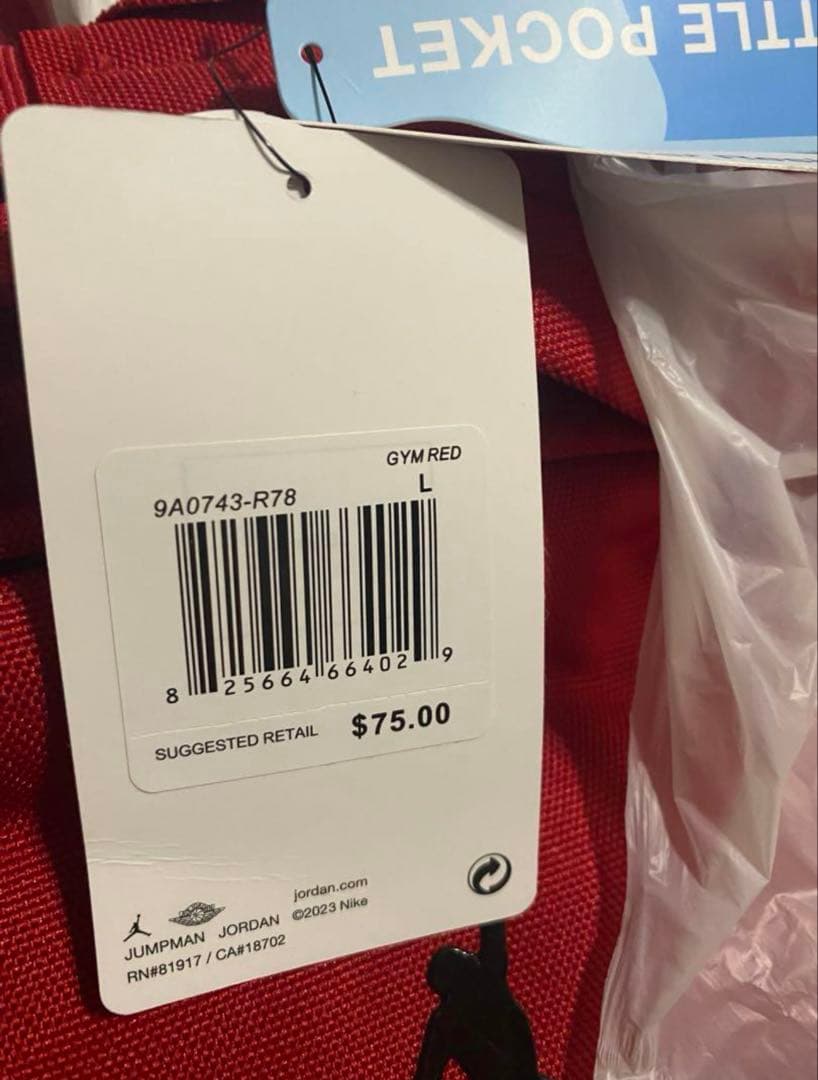 TTLE POCKET
GYM RED
9A0743-R78
L
8 25664 66402 9
SUGGESTED RETAIL $75.00
jordan.com
JUMPMAN JORDAN ©2023 Nike
RN#81917 / CA#18702